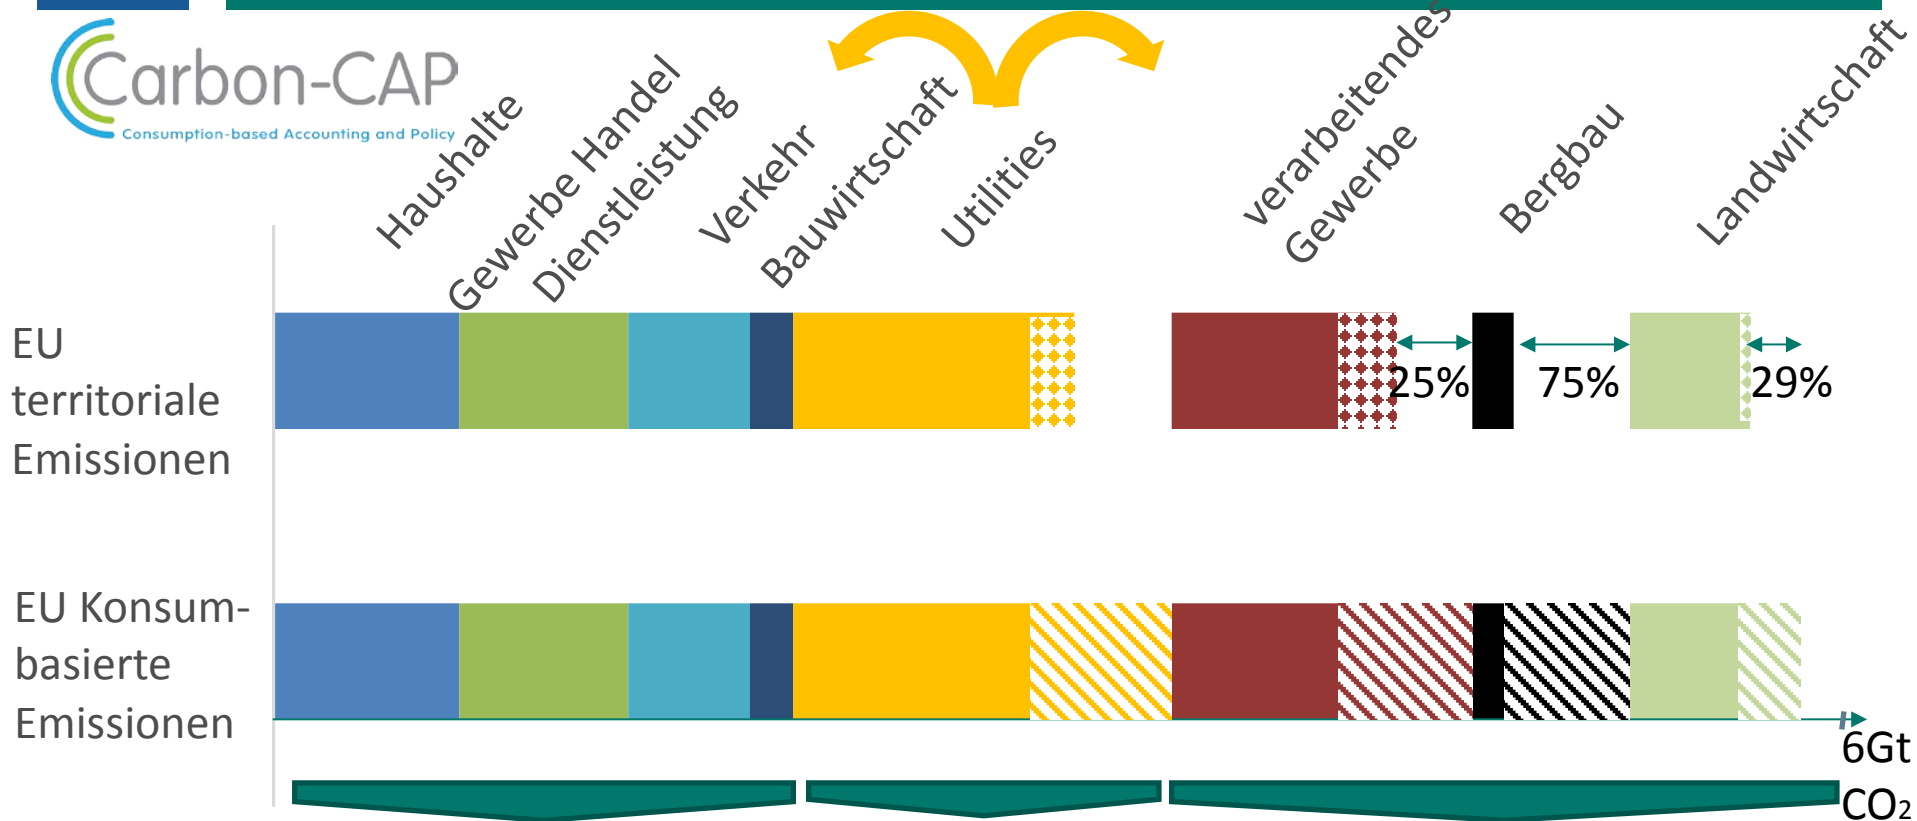 Carbon-CAP
Consumption-based Accounting and Policy
Haushalte
Gewerbe Handel
Dienstleistung
Verkehr
Bauwirtschaft
Utilities
verarbeitendes
Gewerbe
Bergbau
Landwirtschaft
EU
territoriale
Emissionen
25%
75%
29%
EU Konsum-
basierte
Emissionen
6Gt
CO2